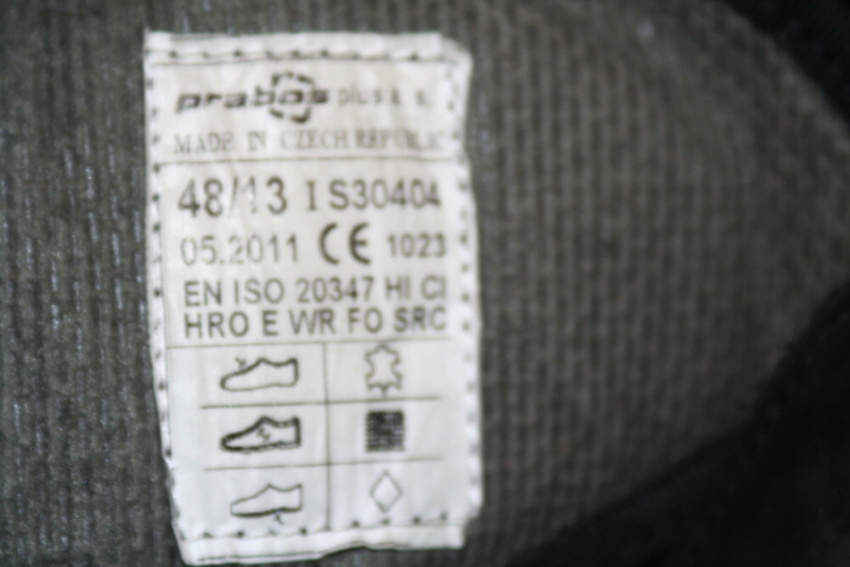 prabos plus a. s.
MADE IN CZECH REPUBLIC
48/13 I S30404
05.2011 CE 1023
EN ISO 20347 HI CI
HRO E WR FO SRC